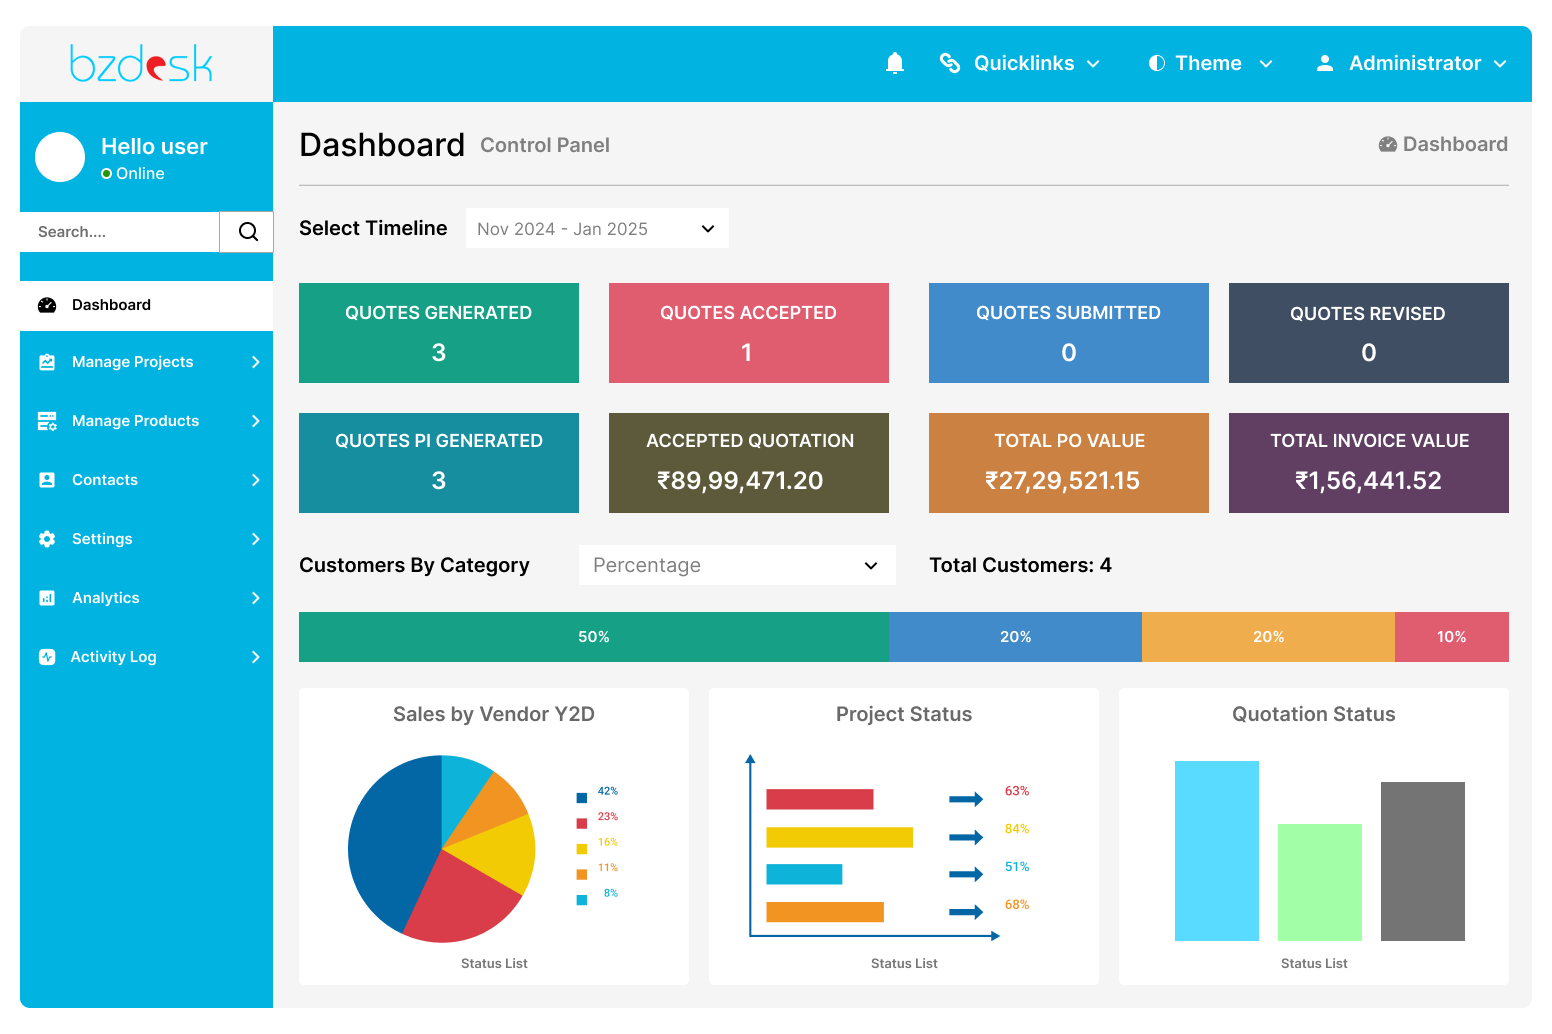 bzdesk
Quicklinks
Theme
Administrator
Hello user
Online
Search....
Dashboard
Manage Projects
Manage Products
Contacts
Settings
Analytics
Activity Log
Dashboard Control Panel
Dashboard
Select Timeline
Nov 2024 - Jan 2025
QUOTES GENERATED
3
QUOTES ACCEPTED
1
QUOTES SUBMITTED
0
QUOTES REVISED
0
QUOTES PI GENERATED
3
ACCEPTED QUOTATION
₹89,99,471.20
TOTAL PO VALUE
₹27,29,521.15
TOTAL INVOICE VALUE
₹1,56,441.52
Customers By Category
Percentage
Total Customers: 4
50%
20%
20%
10%
Sales by Vendor Y2D
42%
23%
16%
11%
8%
Status List
Project Status
63%
84%
51%
68%
Status List
Quotation Status
Status List